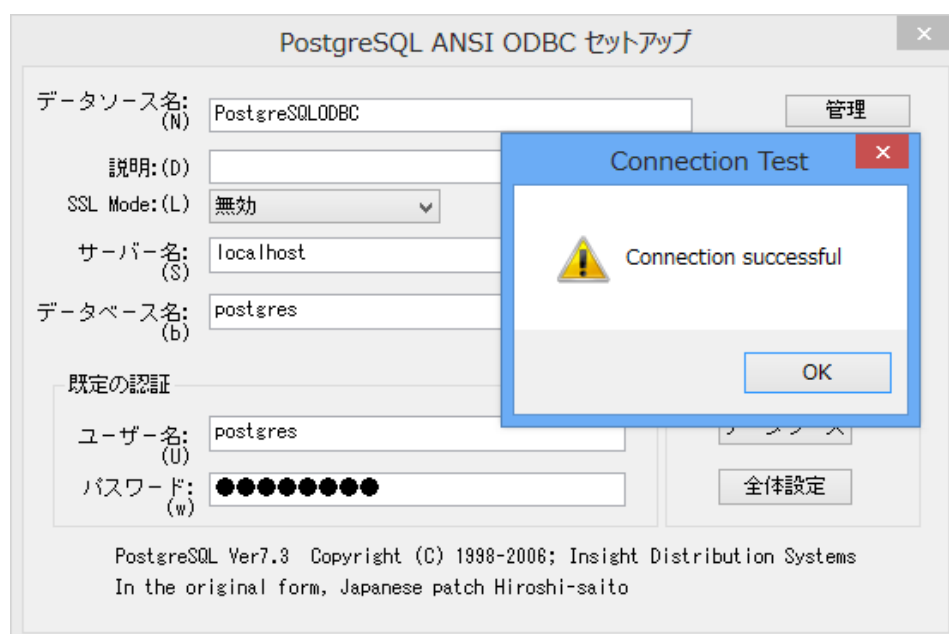 PostgreSQL ANSI ODBC セットアップ
データソース名:
(N)
PostgreSQLODBC
管理
説明:(D)
Connection Test
SSL Mode:(L)
無効
Connection successful
サーバー名:
(S)
localhost
データベース名:
(b)
postgres
OK
既定の認証
ユーザー名:
(U)
postgres
パスワード:
(w)
●●●●●●●●
全体設定
PostgreSQL Ver7.3 Copyright (C) 1998-2006; Insight Distribution Systems
In the original form, Japanese patch Hiroshi-saito